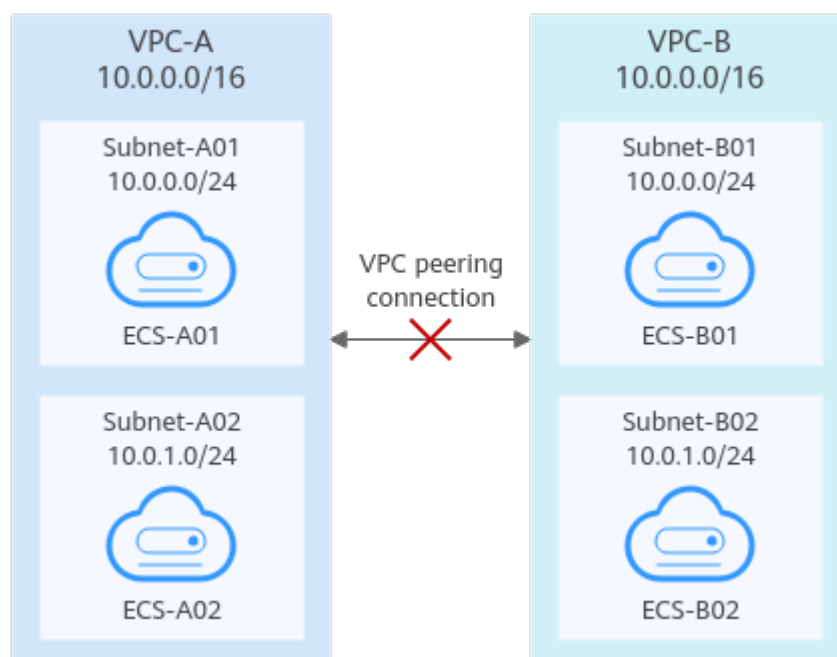 VPC-A
10.0.0.0/16
Subnet-A01
10.0.0.0/24
ECS-A01
Subnet-A02
10.0.1.0/24
ECS-A02
VPC peering
connection
VPC-B
10.0.0.0/16
Subnet-B01
10.0.0.0/24
ECS-B01
Subnet-B02
10.0.1.0/24
ECS-B02